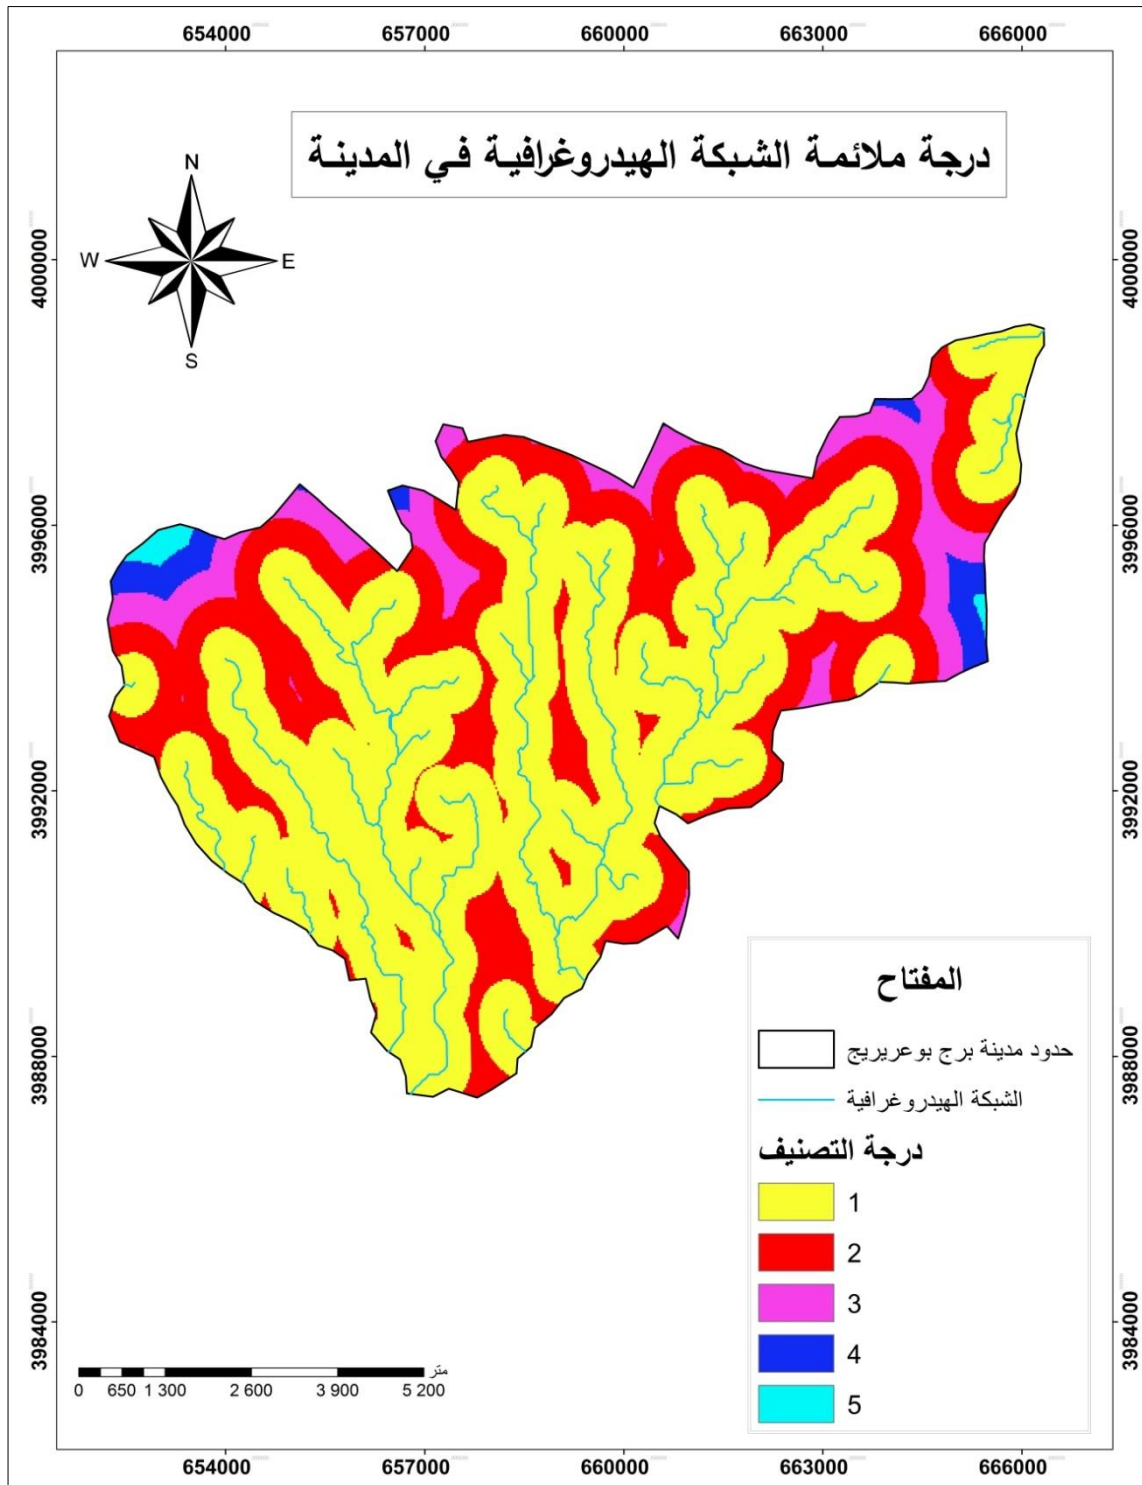 654000 657000 660000 663000 666000
درجة ملائمة الشبكة الهيدروغرافية في المدينة
N
W E
S
4000000 4000000
3996000 3996000
3992000 3992000
3988000 3988000
3984000 3984000
المفتاح
حدود مدينة برج بوعريريج
الشبكة الهيدروغرافية
درجة التصنيف
1
2
3
4
5
متر
0 650 1 300 2 600 3 900 5 200
654000 657000 660000 663000 666000